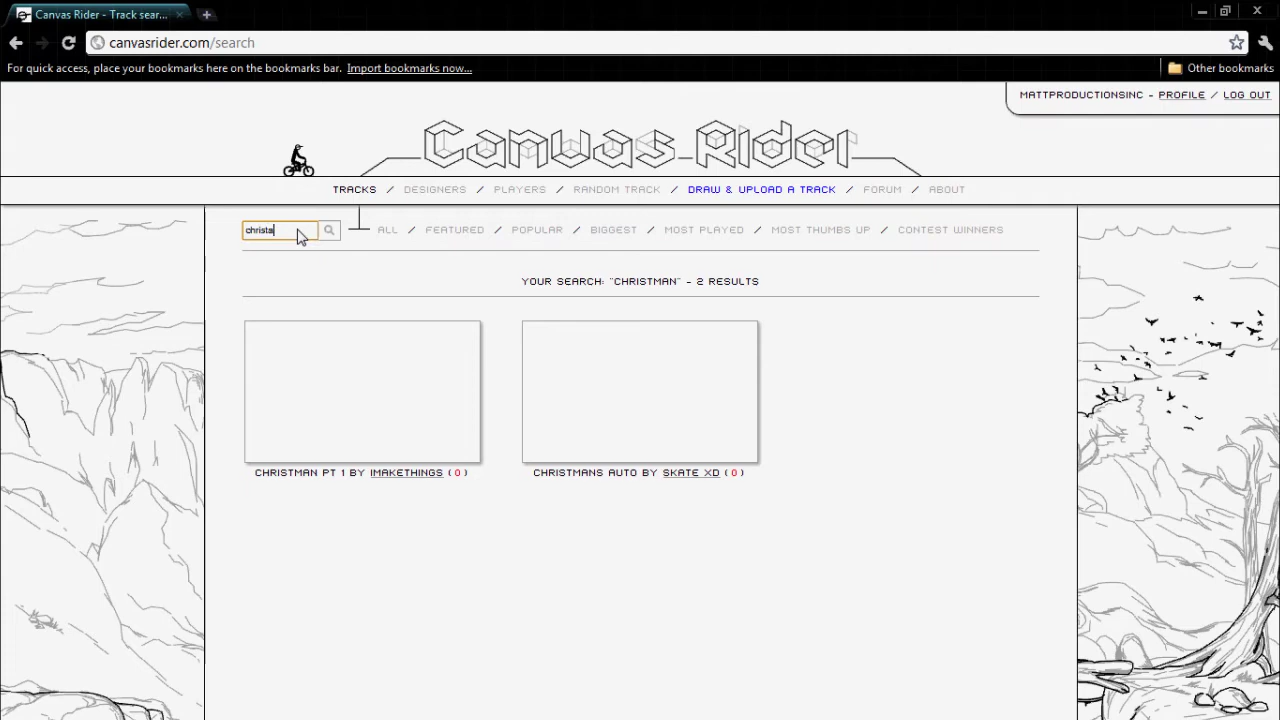 Canvas Rider - Track sear...
canvasrider.com/search
For quick access, place your bookmarks here on the bookmarks bar. Import bookmarks now...
Other bookmarks
MATTPRODUCTIONSINC - PROFILE / LOG OUT
Canvas Rider
TRACKS / DESIGNERS / PLAYERS / RANDOM TRACK / DRAW & UPLOAD A TRACK / FORUM / ABOUT
christa
ALL / FEATURED / POPULAR / BIGGEST / MOST PLAYED / MOST THUMBS UP / CONTEST WINNERS
YOUR SEARCH: "CHRISTMAN" - 2 RESULTS
CHRISTMAN PT 1 BY IMAKETHINGS ( 0 )
CHRISTMANS AUTO BY SKATE XD ( 0 )